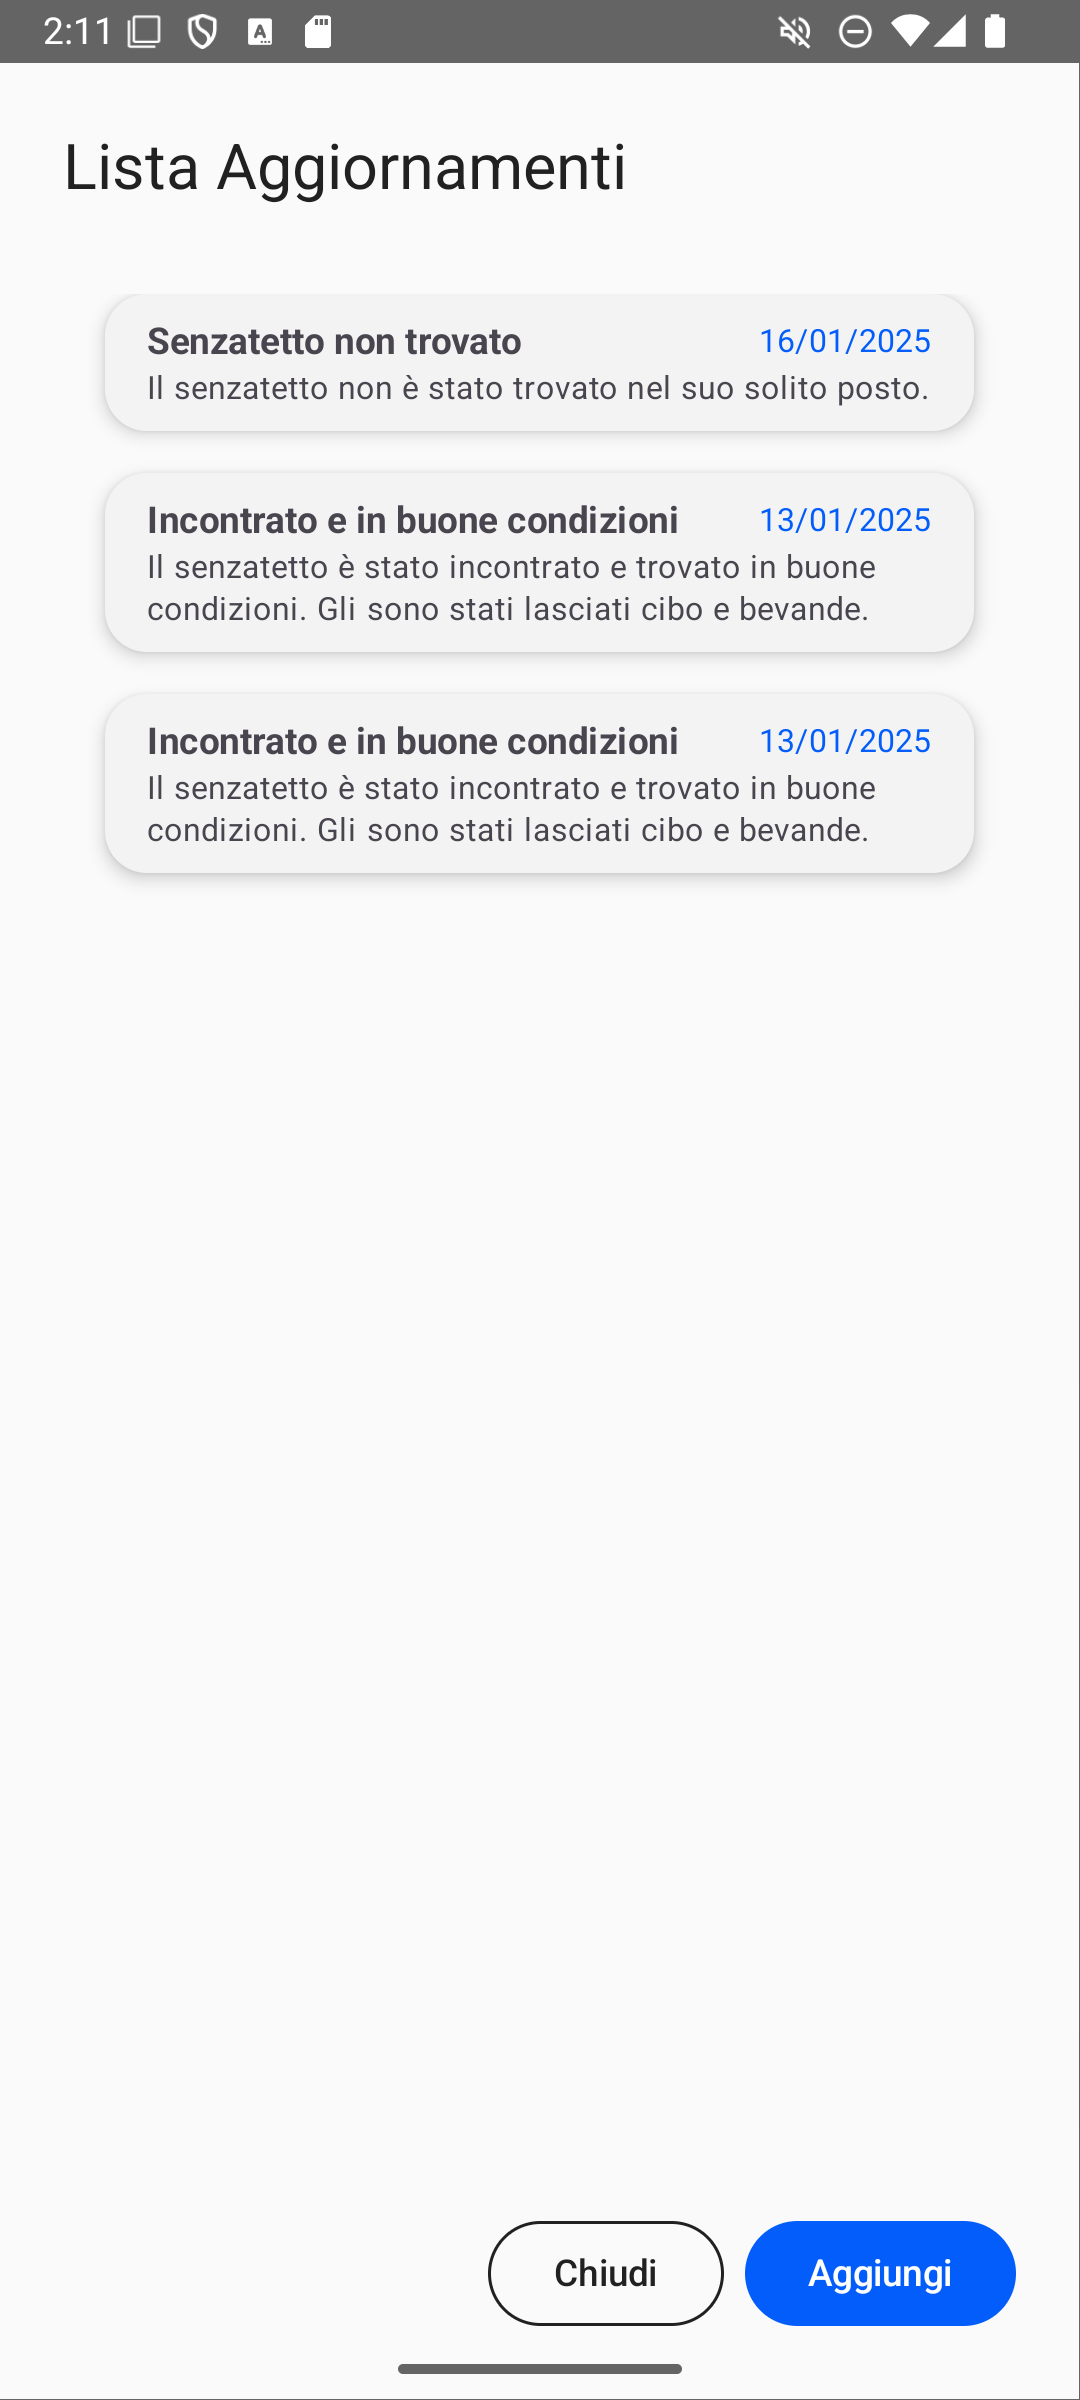 2:11
Lista Aggiornamenti
Senzatetto non trovato 16/01/2025
Il senzatetto non è stato trovato nel suo solito posto.
Incontrato e in buone condizioni 13/01/2025
Il senzatetto è stato incontrato e trovato in buone
condizioni. Gli sono stati lasciati cibo e bevande.
Incontrato e in buone condizioni 13/01/2025
Il senzatetto è stato incontrato e trovato in buone
condizioni. Gli sono stati lasciati cibo e bevande.
Chiudi Aggiungi